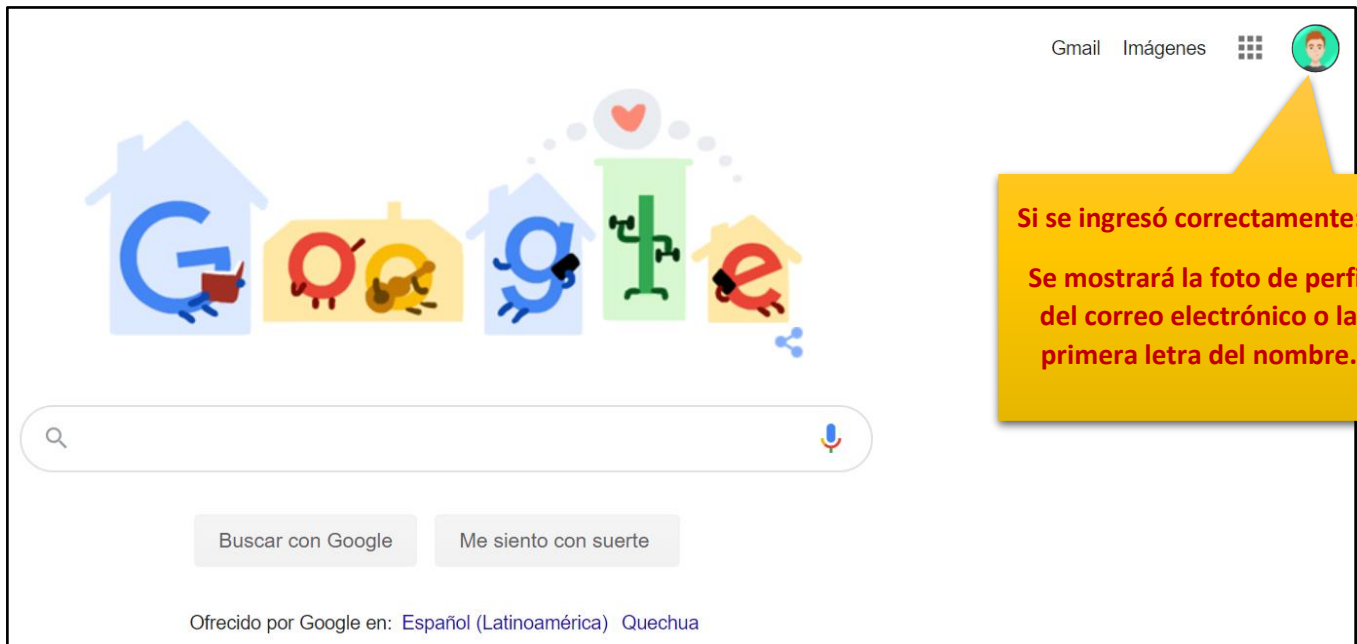 Gmail Imágenes
Google
Si se ingresó correctamente:
Se mostrará la foto de perfi
del correo electrónico o la
primera letra del nombre.
Buscar con Google Me siento con suerte
Ofrecido por Google en: Español (Latinoamérica) Quechua